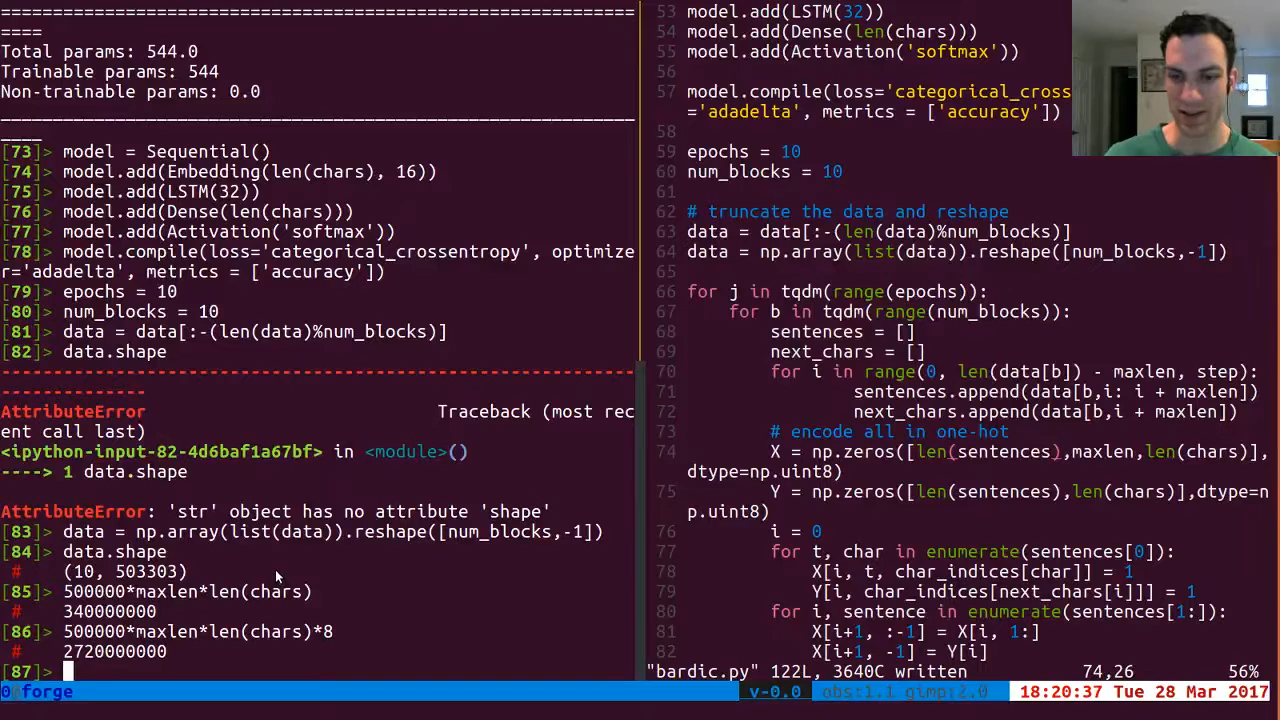 ================================================================
====
Total params: 544.0
Trainable params: 544
Non-trainable params: 0.0
________________________________________________________________
____
[73]> model = Sequential()
[74]> model.add(Embedding(len(chars), 16))
[75]> model.add(LSTM(32))
[76]> model.add(Dense(len(chars)))
[77]> model.add(Activation('softmax'))
[78]> model.compile(loss='categorical_crossentropy', optimize
r='adadelta', metrics = ['accuracy'])
[79]> epochs = 10
[80]> num_blocks = 10
[81]> data = data[:-(len(data)%num_blocks)]
[82]> data.shape
---------------------------------------------------------------
--------------
AttributeError                            Traceback (most rec
ent call last)
<ipython-input-82-4d6baf1a67bf> in <module>()
----> 1 data.shape

AttributeError: 'str' object has no attribute 'shape'
[83]> data = np.array(list(data)).reshape([num_blocks,-1])
[84]> data.shape
 #    (10, 503303)
[85]> 500000*maxlen*len(chars)
 #    340000000
[86]> 500000*maxlen*len(chars)*8
 #    2720000000
[87]>
53 model.add(LSTM(32))
54 model.add(Dense(len(chars)))
55 model.add(Activation('softmax'))
56
57 model.compile(loss='categorical_cross
='adadelta', metrics = ['accuracy'])
58
59 epochs = 10
60 num_blocks = 10
61
62 # truncate the data and reshape
63 data = data[:-(len(data)%num_blocks)]
64 data = np.array(list(data)).reshape([num_blocks,-1])
65
66 for j in tqdm(range(epochs)):
67     for b in tqdm(range(num_blocks)):
68         sentences = []
69         next_chars = []
70         for i in range(0, len(data[b]) - maxlen, step):
71                 sentences.append(data[b,i: i + maxlen])
72                 next_chars.append(data[b,i + maxlen])
73         # encode all in one-hot
74         X = np.zeros([len(sentences),maxlen,len(chars)],
dtype=np.uint8)
75         Y = np.zeros([len(sentences),len(chars)],dtype=n
p.uint8)
76         i = 0
77         for t, char in enumerate(sentences[0]):
78             X[i, t, char_indices[char]] = 1
79             Y[i, char_indices[next_chars[i]]] = 1
80         for i, sentence in enumerate(sentences[1:]):
81             X[i+1, :-1] = X[i, 1:]
82             X[i+1, -1] = Y[i]
"bardic.py" 122L, 3640C written 74,26 56%
0 forge v-0.0 obs:1.1 gimp:2.0 18:20:37 Tue 28 Mar 2017